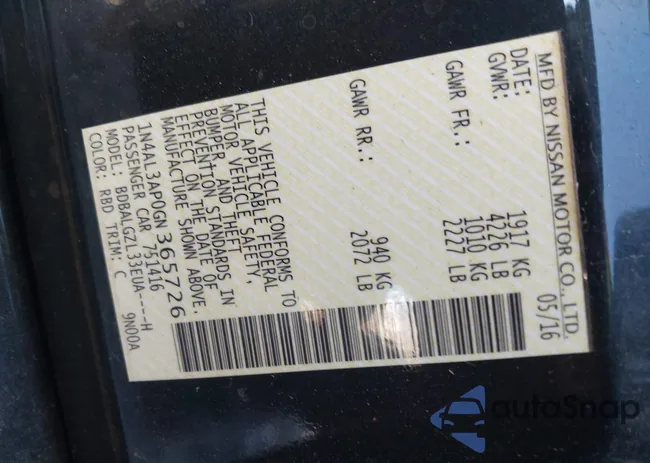 MFD BY NISSAN MOTOR CO., LTD.
DATE: 05/16
GVWR: 1917 KG
4226 LB
GAWR FR.: 1010 KG
2227 LB
GAWR RR.: 940 KG
2072 LB
THIS VEHICLE CONFORMS TO
ALL APPLICABLE FEDERAL
MOTOR VEHICLE SAFETY,
BUMPER, AND THEFT
PREVENTION STANDARDS IN
EFFECT ON THE DATE OF
MANUFACTURE SHOWN ABOVE.
1N4AL3AP0GN365726
PASSENGER CAR 751416
MODEL: BDBALGZL33EUA----H
COLOR: RBD TRIM: C 9N00A
autoSnap